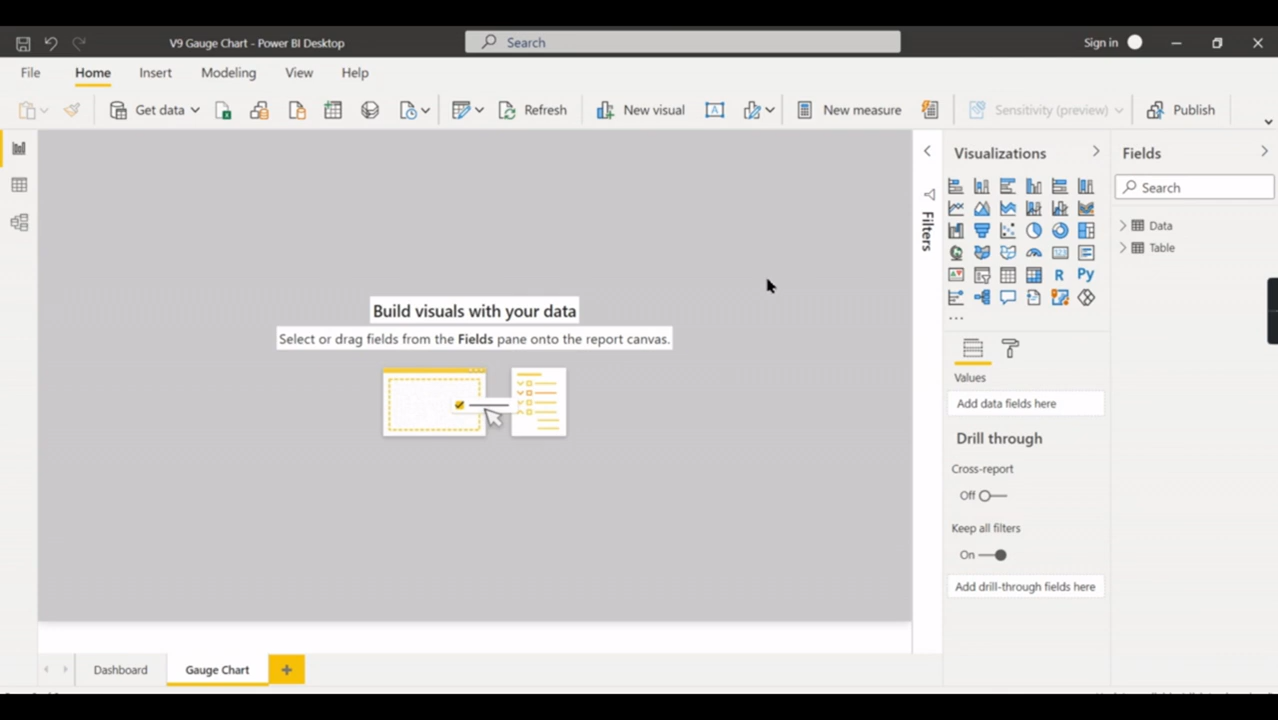 V9 Gauge Chart - Power BI Desktop
Search
Sign in
File
Home
Insert
Modeling
View
Help
Get data
Refresh
New visual
New measure
Sensitivity (preview)
Publish
Filters
Visualizations
Fields
Search
Data
Table
R
Py
Build visuals with your data
Select or drag fields from the Fields pane onto the report canvas.
Values
Add data fields here
Drill through
Cross-report
Off
Keep all filters
On
Add drill-through fields here
Dashboard
Gauge Chart